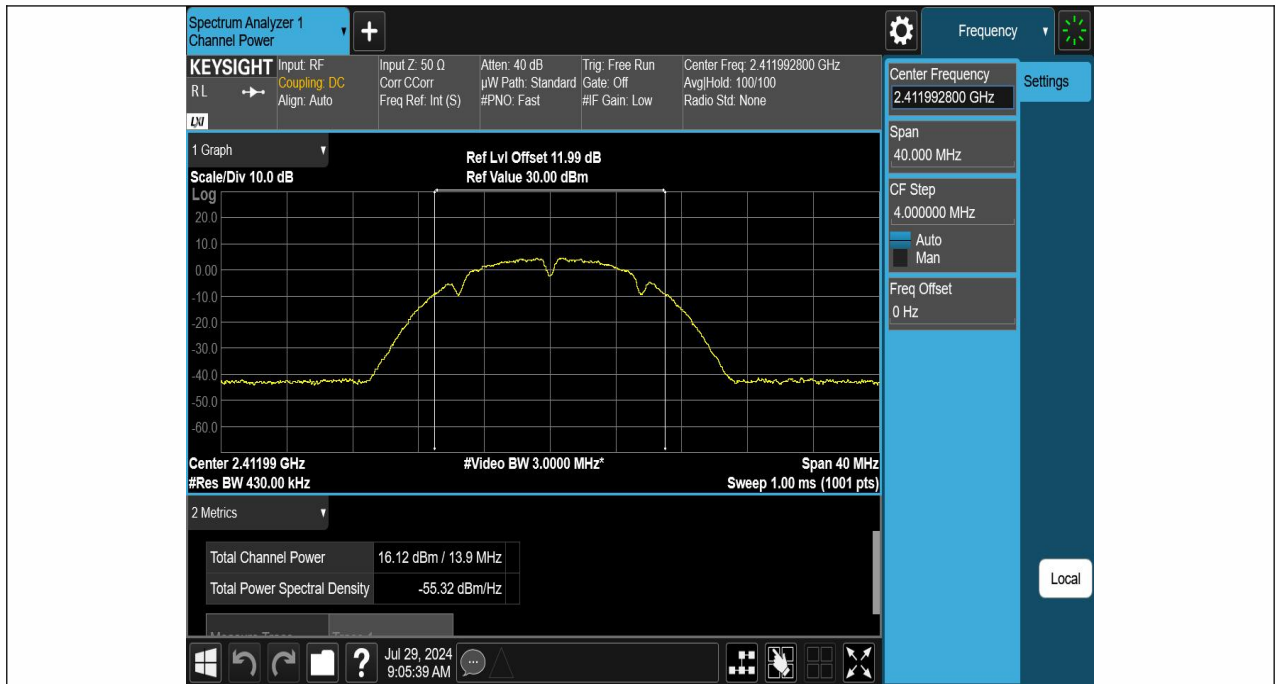 Spectrum Analyzer 1
Channel Power
+
Frequency
KEYSIGHT
R L
LXI
Input: RF
Coupling: DC
Align: Auto
Input Z: 50 Ω
Corr CCorr
Freq Ref: Int (S)
Atten: 40 dB
µW Path: Standard
#PNO: Fast
Trig: Free Run
Gate: Off
#IF Gain: Low
Center Freq: 2.411992800 GHz
Avg|Hold: 100/100
Radio Std: None
Center Frequency
2.411992800 GHz
Settings
Span
40.000 MHz
CF Step
4.000000 MHz
Auto
Man
Freq Offset
0 Hz
Local
1 Graph
Scale/Div 10.0 dB
Ref Lvl Offset 11.99 dB
Ref Value 30.00 dBm
Log
20.0
10.0
0.00
-10.0
-20.0
-30.0
-40.0
-50.0
-60.0
Center 2.41199 GHz
#Video BW 3.0000 MHz*
Span 40 MHz
#Res BW 430.00 kHz
Sweep 1.00 ms (1001 pts)
2 Metrics
Total Channel Power 16.12 dBm / 13.9 MHz
Total Power Spectral Density -55.32 dBm/Hz
?
Jul 29, 2024
9:05:39 AM